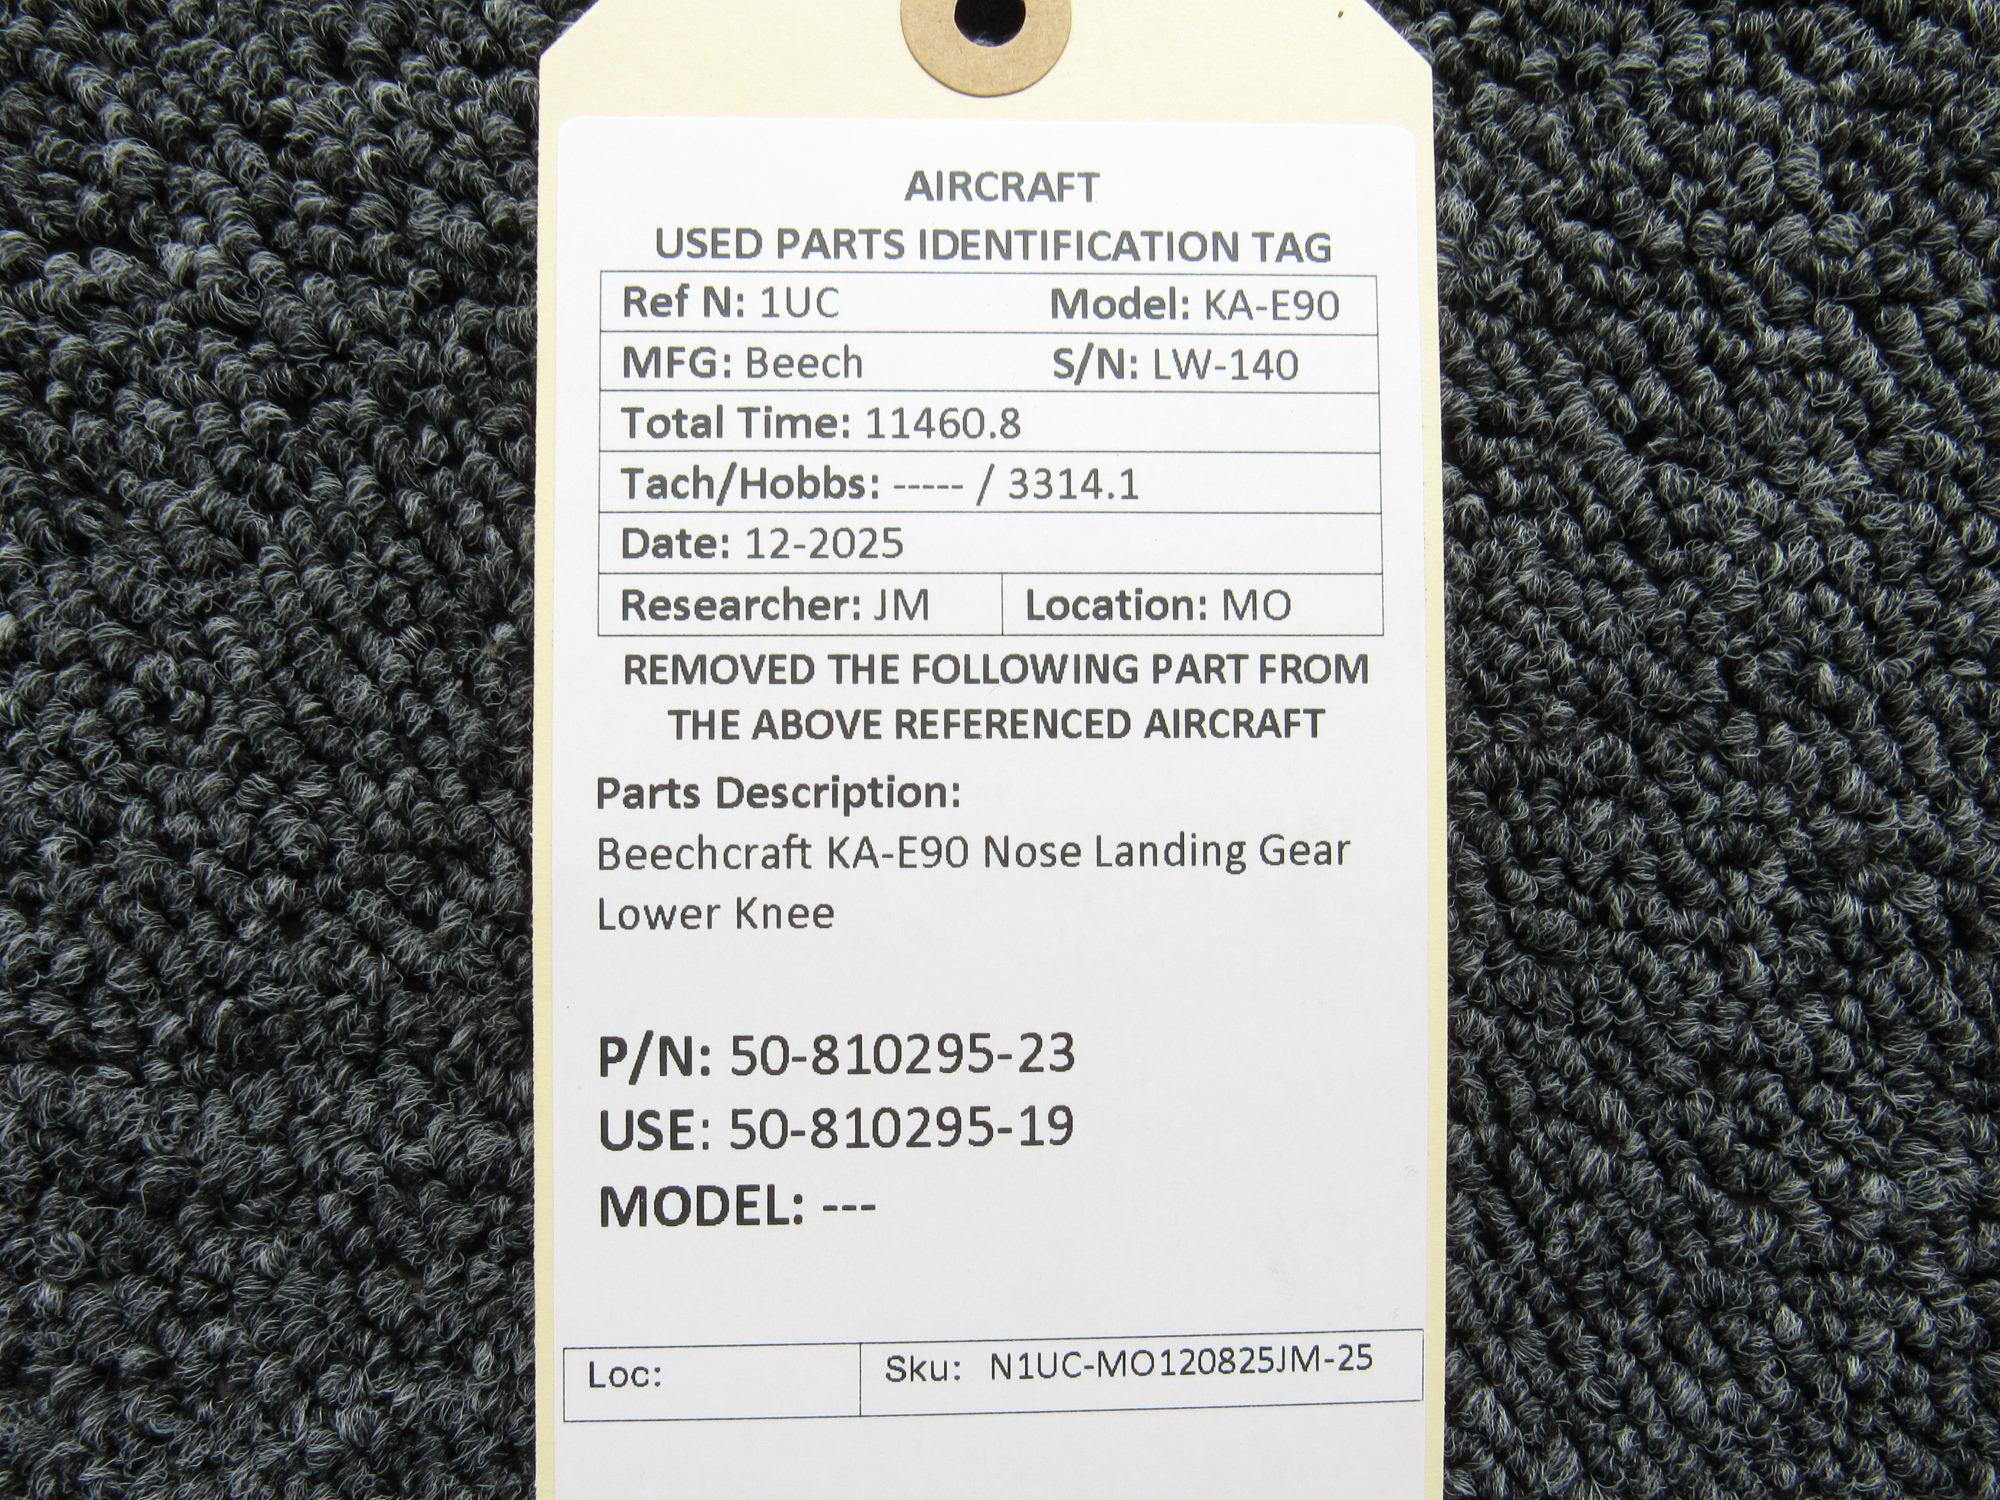 AIRCRAFT
USED PARTS IDENTIFICATION TAG
Ref N: 1UC Model: KA-E90
MFG: Beech S/N: LW-140
Total Time: 11460.8
Tach/Hobbs: ----- / 3314.1
Date: 12-2025
Researcher: JM Location: MO
REMOVED THE FOLLOWING PART FROM
THE ABOVE REFERENCED AIRCRAFT
Parts Description:
Beechcraft KA-E90 Nose Landing Gear
Lower Knee
P/N: 50-810295-23
USE: 50-810295-19
MODEL: ---
Loc: Sku: N1UC-MO120825JM-25